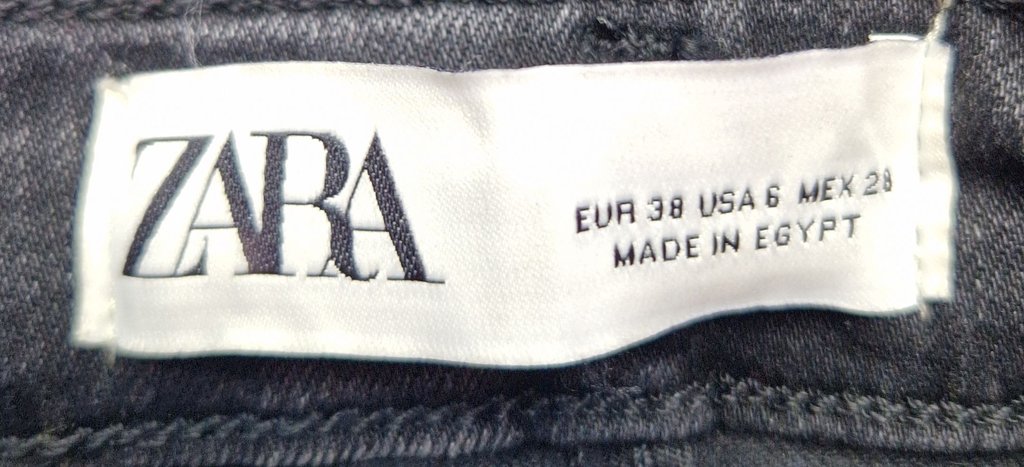 ZARA
EUR 38 USA 6 MEX 28
MADE IN EGYPT